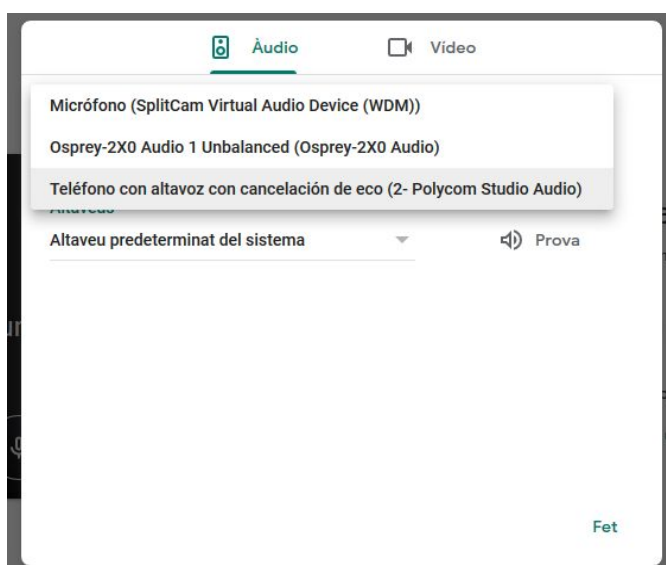 Àudio
Vídeo
Micrófono (SplitCam Virtual Audio Device (WDM))
Osprey-2X0 Audio 1 Unbalanced (Osprey-2X0 Audio)
Teléfono con altavoz con cancelación de eco (2- Polycom Studio Audio)
Altaveus
Altaveu predeterminat del sistema
Prova
Fet